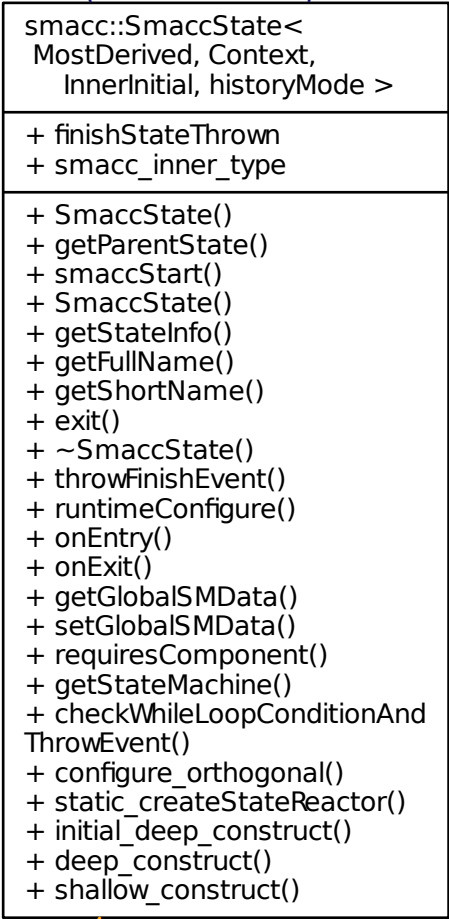 smacc::SmaccState<
MostDerived, Context,
InnerInitial, historyMode >
+ finishStateThrown
+ smacc_inner_type
+ SmaccState()
+ getParentState()
+ smaccStart()
+ SmaccState()
+ getStateInfo()
+ getFullName()
+ getShortName()
+ exit()
+ ~SmaccState()
+ throwFinishEvent()
+ runtimeConfigure()
+ onEntry()
+ onExit()
+ getGlobalSMData()
+ setGlobalSMData()
+ requiresComponent()
+ getStateMachine()
+ checkWhileLoopConditionAnd
ThrowEvent()
+ configure_orthogonal()
+ static_createStateReactor()
+ initial_deep_construct()
+ deep_construct()
+ shallow_construct()